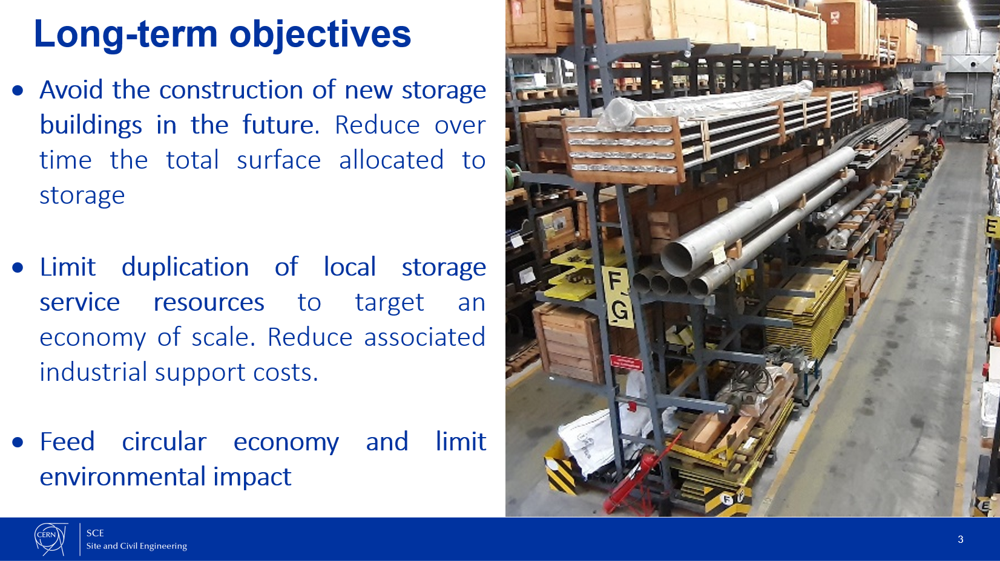 Long-term objectives
• Avoid the construction of new storage
buildings in the future. Reduce over
time the total surface allocated to
storage
• Limit duplication of local storage
service resources to target an
economy of scale. Reduce associated
industrial support costs.
• Feed circular economy and limit
environmental impact
F
G
E
F
F
E
CERN
SCE
Site and Civil Engineering
3